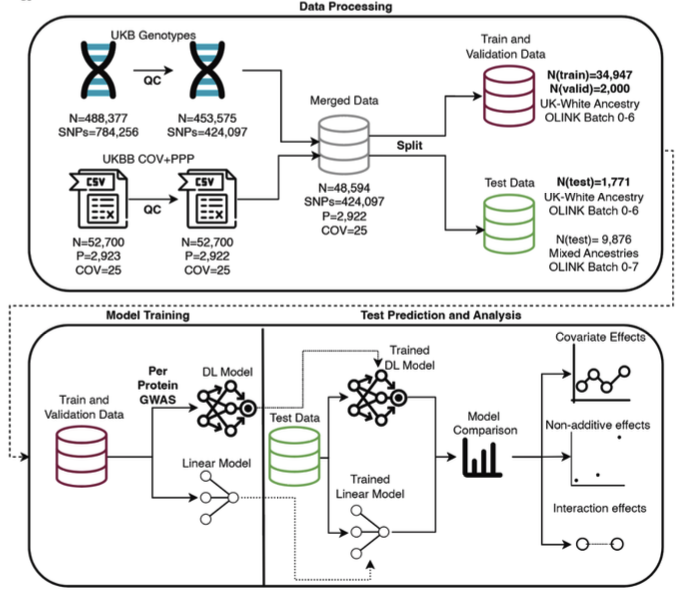 Data Processing
UKB Genotypes
QC
N=488,377
SNPs=784,256
N=453,575
SNPs=424,097
UKBB COV+PPP
CSV
CSV
QC
N=52,700
P=2,923
COV=25
N=52,700
P=2,922
COV=25
Merged Data
N=48,594
SNPs=424,097
P=2,922
COV=25
Split
Train and
Validation Data
N(train)=34,947
N(valid)=2,000
UK-White Ancestry
OLINK Batch 0-6
Test Data
N(test)=1,771
UK-White Ancestry
OLINK Batch 0-6
N(test)= 9,876
Mixed Ancestries
OLINK Batch 0-7
Model Training
Train and
Validation Data
Per
Protein
GWAS
DL Model
Linear Model
Test Prediction and Analysis
Test Data
Trained
DL Model
Trained
Linear Model
Model
Comparison
Covariate Effects
Non-additive effects
Interaction effects